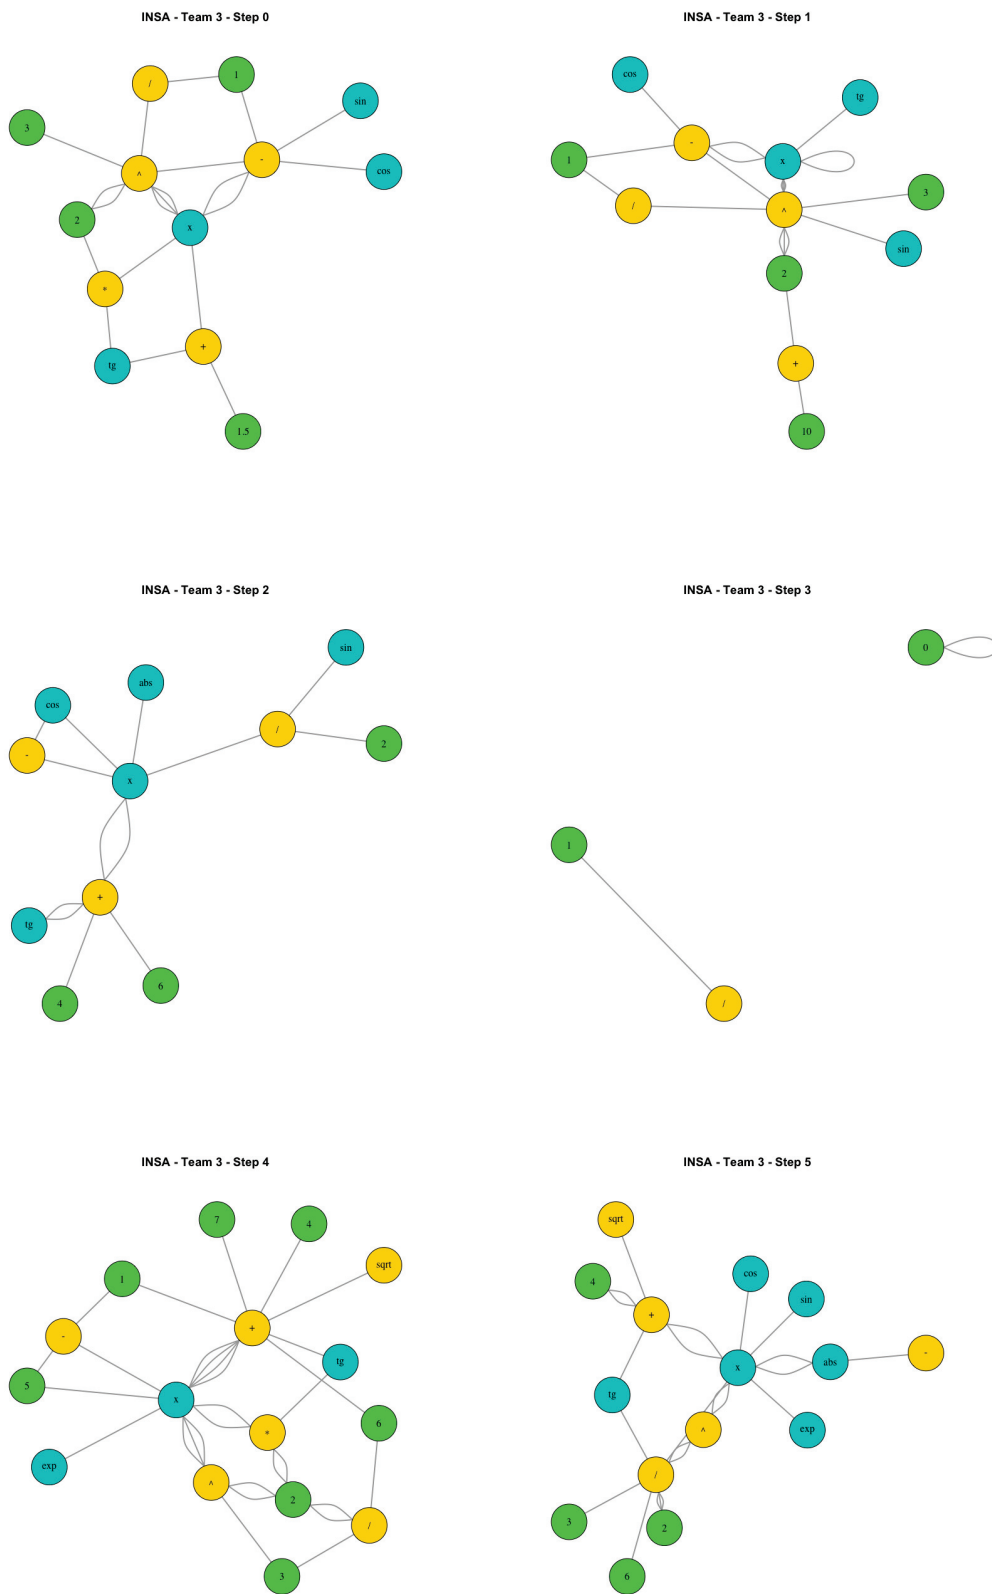 INSA - Team 3 - Step 0
/
1
sin
3
-
^
cos
2
x
*
+
tg
1.5
INSA - Team 3 - Step 1
cos
tg
-
x
1
3
/
^
sin
2
+
10
INSA - Team 3 - Step 2
sin
abs
cos
/
2
-
x
+
tg
6
4
INSA - Team 3 - Step 3
0
1
/
INSA - Team 3 - Step 4
7
4
sqrt
1
+
-
tg
5
x
6
*
exp
^
2
/
3
INSA - Team 3 - Step 5
sqrt
cos
4
sin
+
-
abs
x
tg
^
exp
/
3
2
6